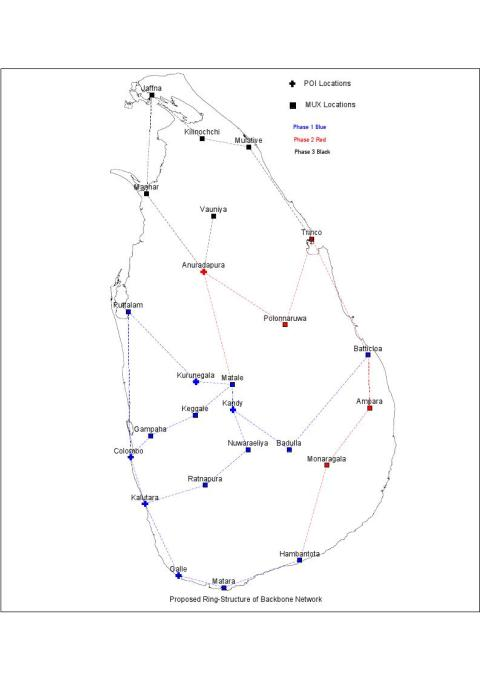 POI Locations
Jaffna
MUX Locations
Phase 1 Blue
Kilinochchi
Phase 2 Red
Mulative
Phase 3 Black
Mannar
Vauniya
Trinco
Anuradapura
Puttalam
Polonnaruwa
Batticloa
Kurunegala
Matale
Kandy
Ampara
Keggale
Gampaha
Nuwaraeliya
Badulla
Colombo
Monaragala
Ratnapura
Kalutara
Hambantota
Galle
Matara
Proposed Ring-Structure of Backbone Network